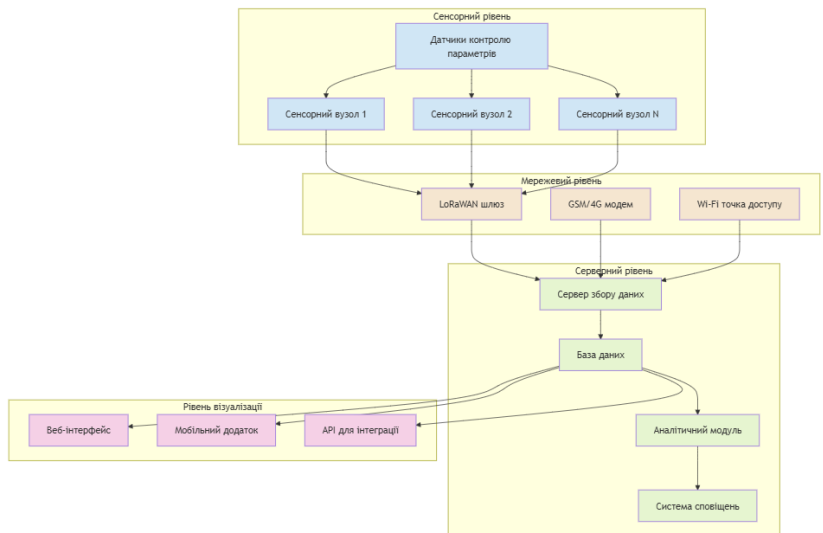 Сенсорний рівень
Датчики контролю
параметрів
Сенсорний вузол 1
Сенсорний вузол 2
Сенсорний вузол N
Мережевий рівень
LoRaWAN шлюз
GSM/4G модем
Wi-Fi точка доступу
Серверний рівень
Сервер збору даних
База даних
Рівень візуалізації
Веб-інтерфейс
Мобільний додаток
API для інтеграції
Аналітичний модуль
Система сповіщень